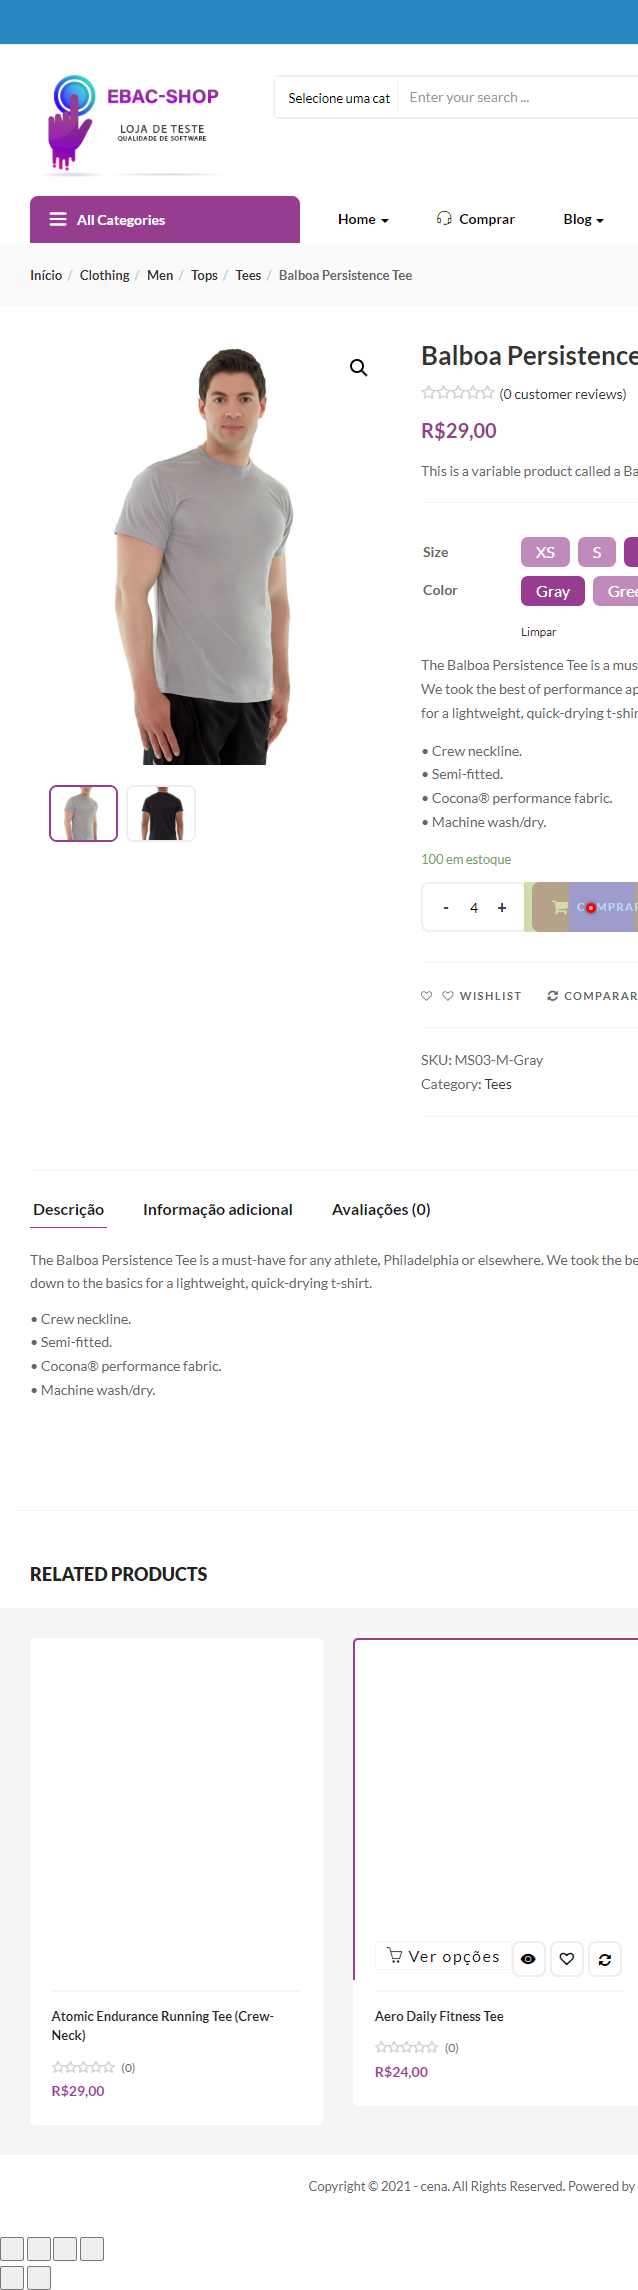 EBAC-SHOP
LOJA DE TESTE
QUALIDADE DE SOFTWARE
Selecione uma cat
Enter your search ...
All Categories
Home
Comprar
Blog
Início / Clothing / Men / Tops / Tees / Balboa Persistence Tee
Balboa Persistence
(0 customer reviews)
R$29,00
This is a variable product called a Ba
Size XS S
Color Gray Gree
Limpar
The Balboa Persistence Tee is a mus
We took the best of performance ap
for a lightweight, quick-drying t-shir
• Crew neckline.
• Semi-fitted.
• Cocona® performance fabric.
• Machine wash/dry.
100 em estoque
- 4 + COMPRAR
WISHLIST COMPARAR
SKU: MS03-M-Gray
Category: Tees
Descrição Informação adicional Avaliações (0)
The Balboa Persistence Tee is a must-have for any athlete, Philadelphia or elsewhere. We took the be
down to the basics for a lightweight, quick-drying t-shirt.
• Crew neckline.
• Semi-fitted.
• Cocona® performance fabric.
• Machine wash/dry.
RELATED PRODUCTS
Ver opções
Atomic Endurance Running Tee (Crew-
Neck)
(0)
R$29,00
Aero Daily Fitness Tee
(0)
R$24,00
Copyright © 2021 - cena. All Rights Reserved. Powered by